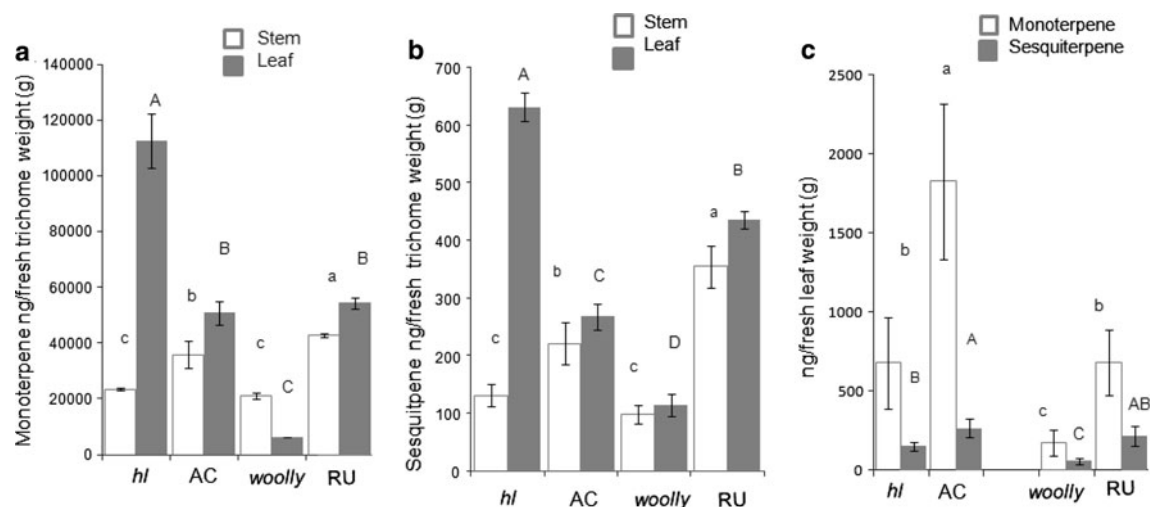 a
Stem
Leaf
Monoterpene ng/fresh trichome weight (g)
140000
120000
100000
80000
60000
40000
20000
0
c
A
b
B
c
C
a
B
hl AC woolly RU
b
Stem
Leaf
Sesquitpene ng/fresh trichome weight (g)
700
600
500
400
300
200
100
0
c
A
b
C
c
D
a
B
hl AC woolly RU
c
Monoterpene
Sesquiterpene
ng/fresh leaf weight (g)
2500
2000
1500
1000
500
0
b
B
a
A
c
C
b
AB
hl AC woolly RU